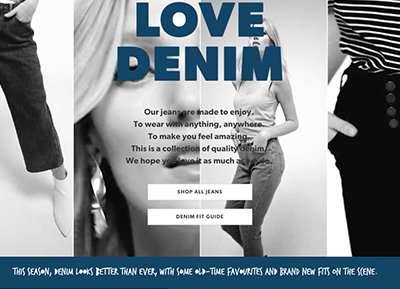 LOVE
DENIM
Our jeans are made to enjoy.
To wear with anything, anywhere.
To make you feel amazing.
This is a collection of quality denim.
We hope you love it as much as we do.
SHOP ALL JEANS
DENIM FIT GUIDE
THIS SEASON, DENIM LOOKS BETTER THAN EVER, WITH SOME OLD-TIME FAVOURITES AND BRAND NEW FITS ON THE SCENE.